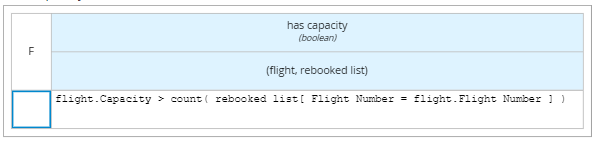 has capacity
(boolean)
F
(flight, rebooked list)
flight.Capacity > count( rebooked list[ Flight Number = flight.Flight Number ] )